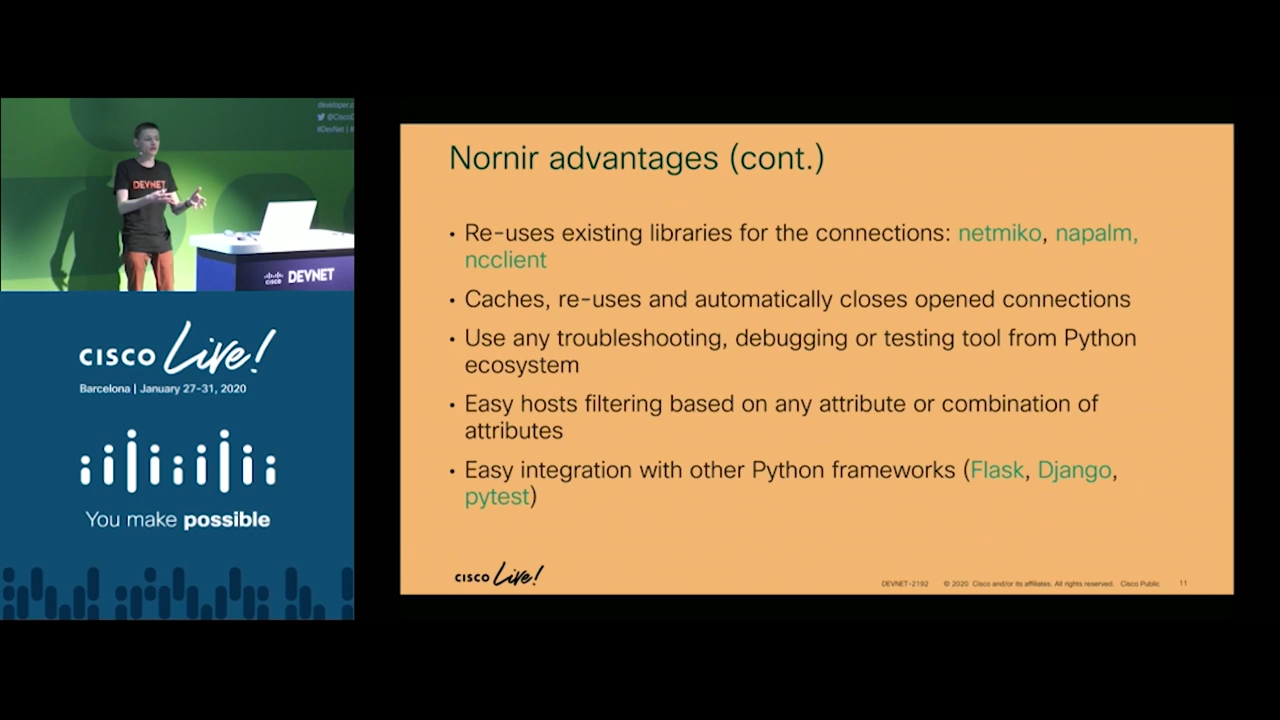 developer.c
@CiscoD
#DevNet | #
DEVNET
CISCO DEVNET
CISCO Live!
Barcelona | January 27-31, 2020
You make possible
Nornir advantages (cont.)
• Re-uses existing libraries for the connections: netmiko, napalm,
ncclient
• Caches, re-uses and automatically closes opened connections
• Use any troubleshooting, debugging or testing tool from Python
ecosystem
• Easy hosts filtering based on any attribute or combination of
attributes
• Easy integration with other Python frameworks (Flask, Django,
pytest)
CISCO Live!
DEVNET-2192 © 2020 Cisco and/or its affiliates. All rights reserved. Cisco Public 11